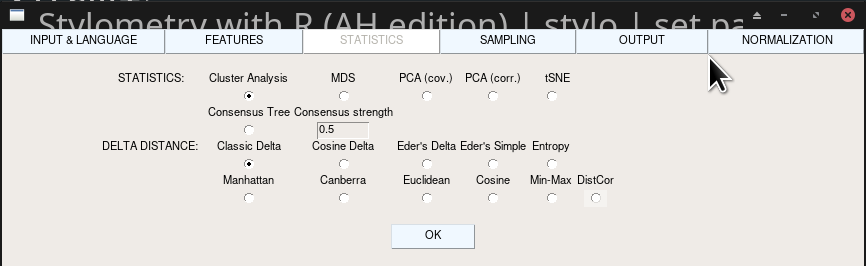 Stylometry with R (AH edition) | stylo | set pa
INPUT & LANGUAGE FEATURES STATISTICS SAMPLING OUTPUT NORMALIZATION
STATISTICS: Cluster Analysis MDS PCA (cov.) PCA (corr.) tSNE
Consensus Tree Consensus strength
0.5
DELTA DISTANCE: Classic Delta Cosine Delta Eder's Delta Eder's Simple Entropy
Manhattan Canberra Euclidean Cosine Min-Max DistCor
OK